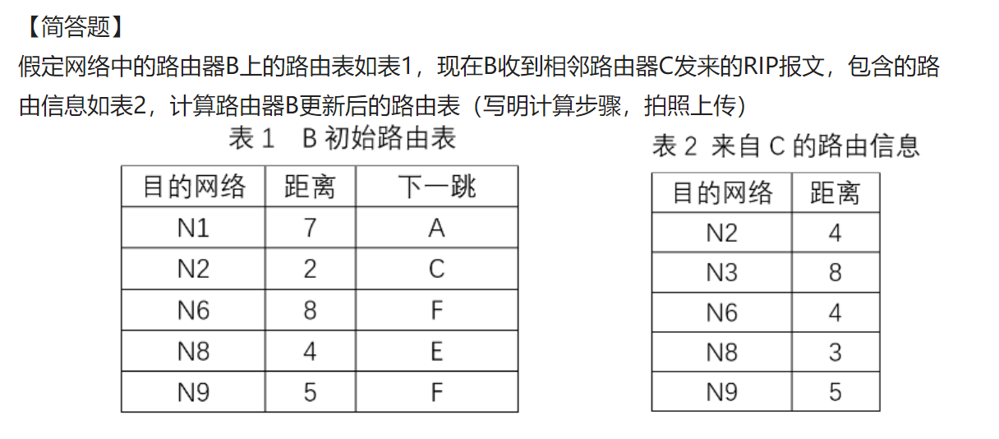 【简答题】
假定网络中的路由器B上的路由表如表1，现在B收到相邻路由器C发来的RIP报文，包含的路
由信息如表2，计算路由器B更新后的路由表（写明计算步骤，拍照上传）
表 1 B 初始路由表
目的网络 距离 下一跳
N1 7 A
N2 2 C
N6 8 F
N8 4 E
N9 5 F
表 2 来自 C 的路由信息
目的网络 距离
N2 4
N3 8
N6 4
N8 3
N9 5